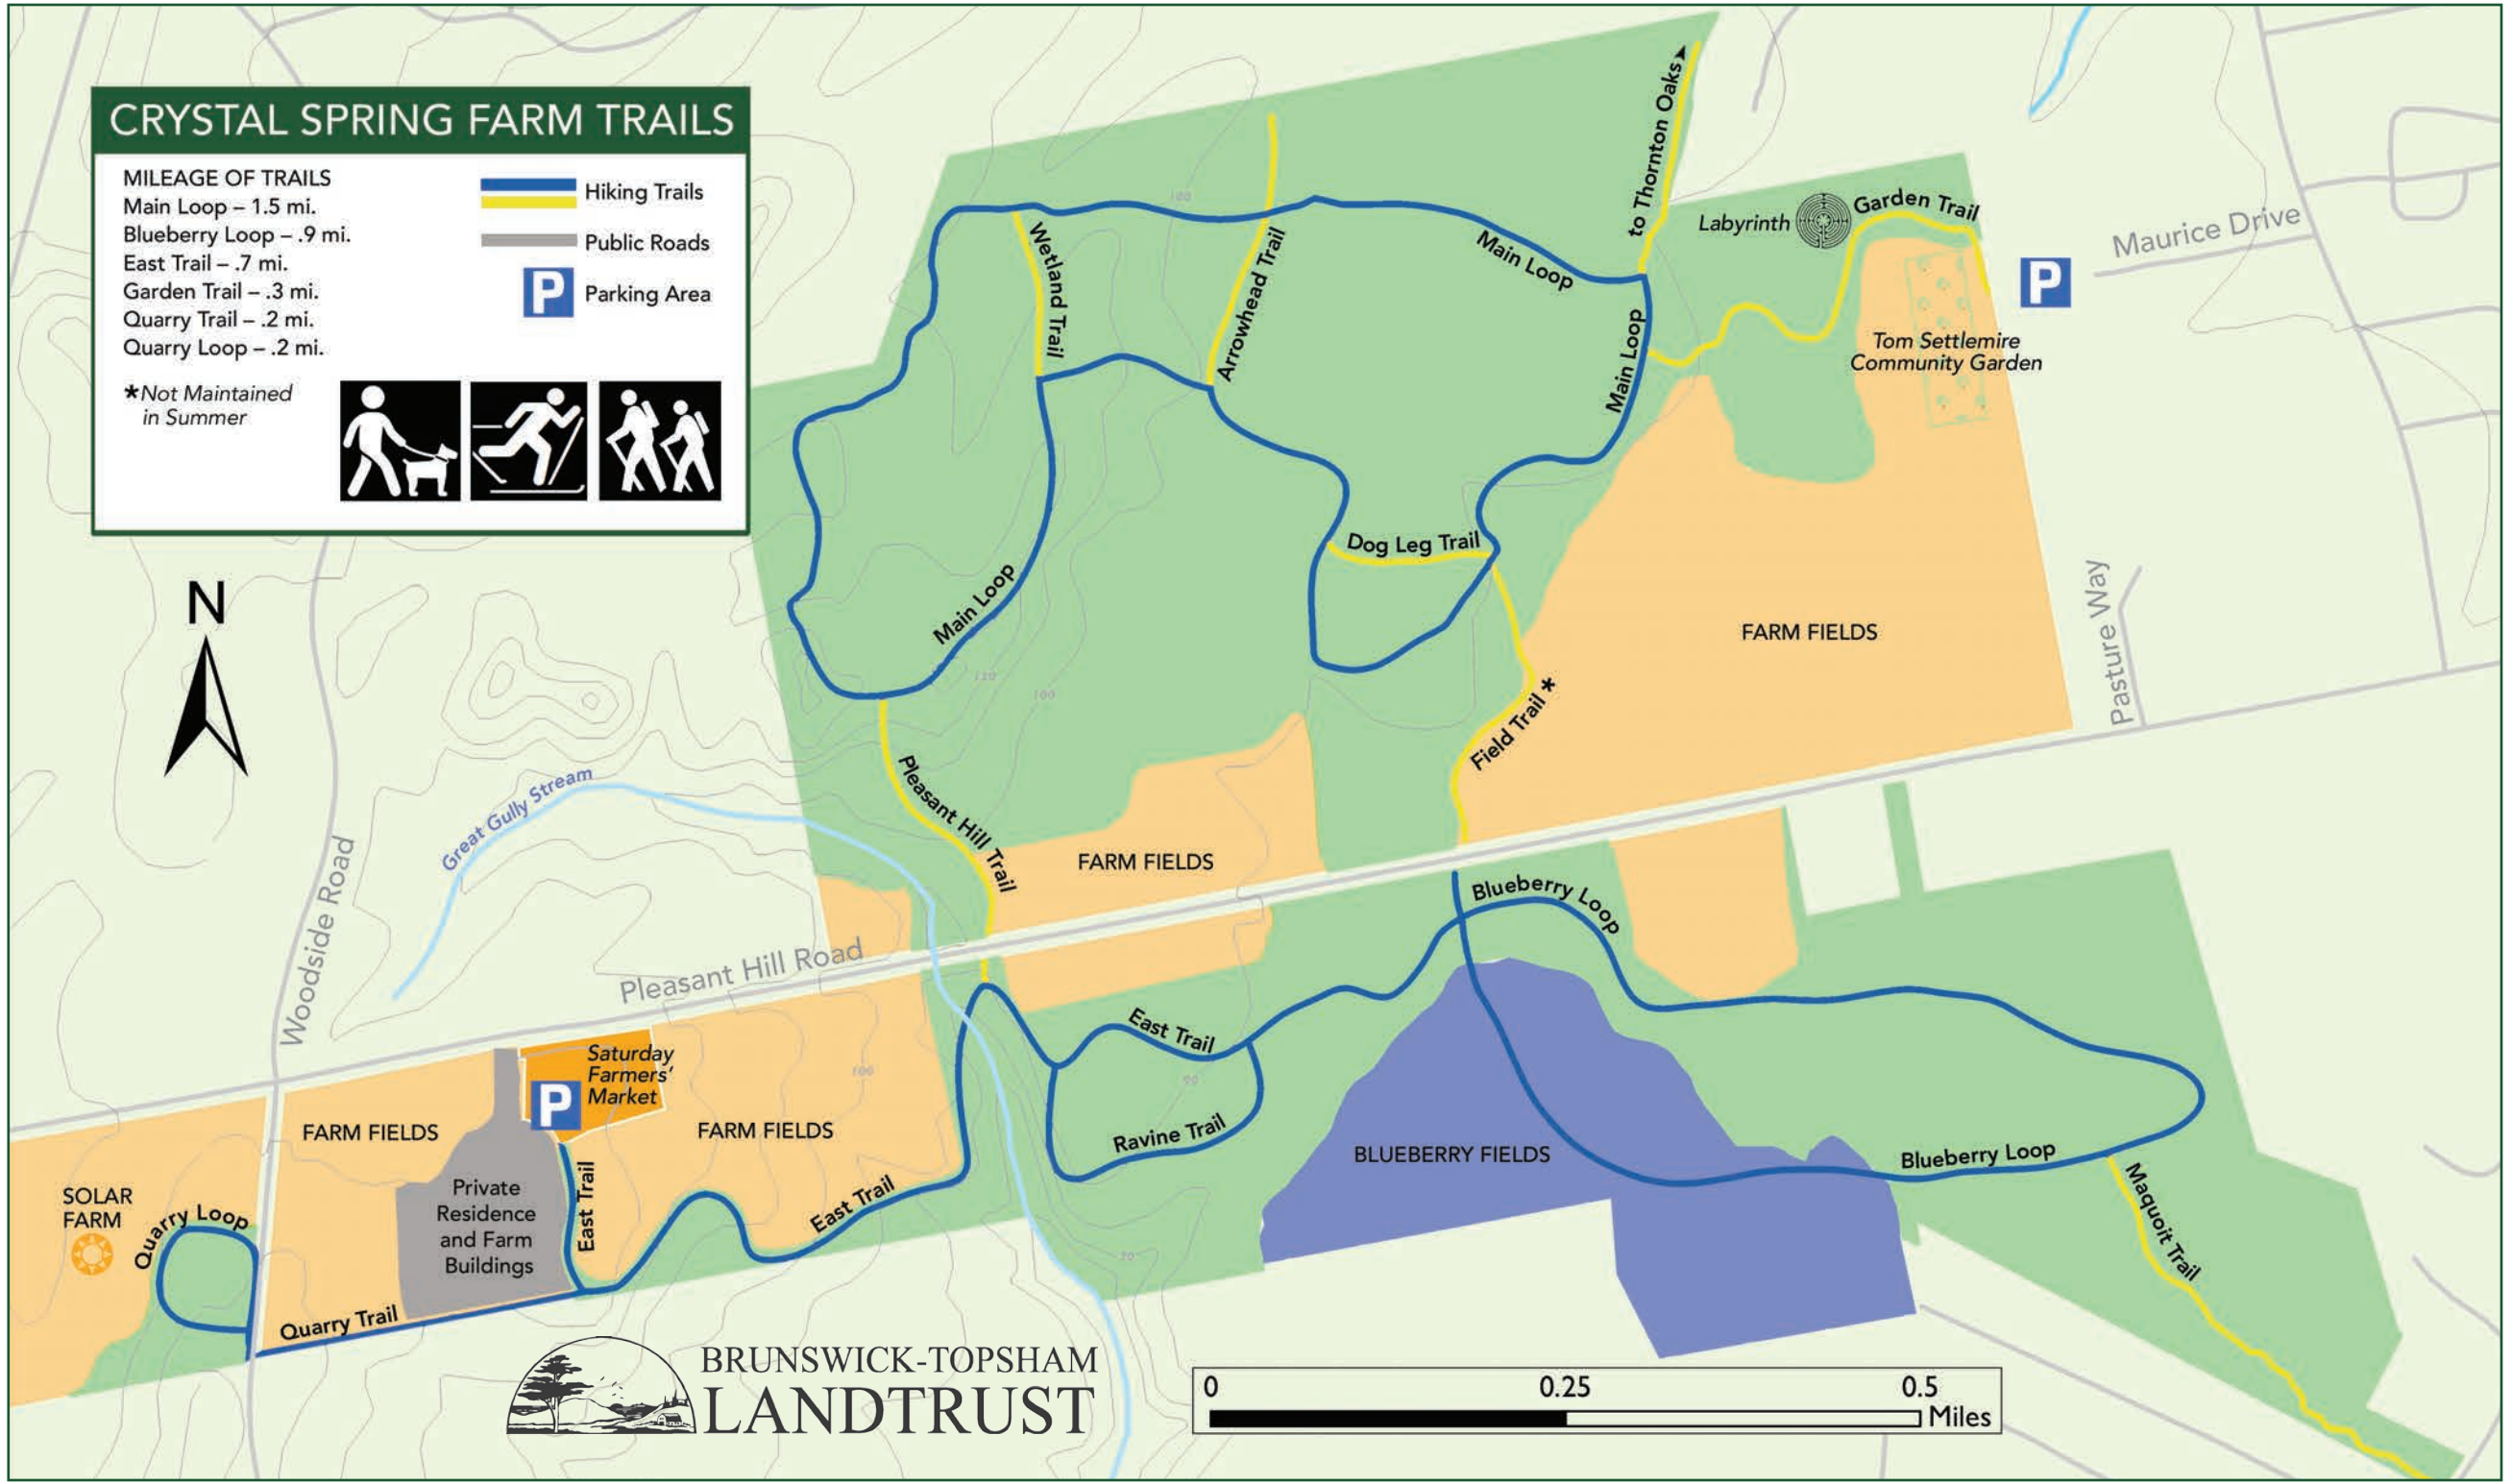 CRYSTAL SPRING FARM TRAILS
MILEAGE OF TRAILS
Main Loop – 1.5 mi.
Blueberry Loop – .9 mi.
East Trail – .7 mi.
Garden Trail – .3 mi.
Quarry Trail – .2 mi.
Quarry Loop – .2 mi.
*Not Maintained
in Summer
Hiking Trails
Public Roads
P Parking Area
N
to Thornton Oaks
Labyrinth
Garden Trail
Maurice Drive
P
Tom Settlemire
Community Garden
100
Wetland Trail
Arrowhead Trail
Main Loop
Main Loop
Dog Leg Trail
Main Loop
110
100
FARM FIELDS
Pasture Way
Field Trail *
Pleasant Hill Trail
Great Gully Stream
FARM FIELDS
Woodside Road
Pleasant Hill Road
Blueberry Loop
East Trail
90
Ravine Trail
Saturday
Farmers'
Market
P
100
FARM FIELDS
FARM FIELDS
Private
Residence
and Farm
Buildings
East Trail
East Trail
SOLAR
FARM
Quarry Loop
Quarry Trail
BLUEBERRY FIELDS
Blueberry Loop
Maquoit Trail
70
BRUNSWICK-TOPSHAM
LANDTRUST
0 0.25 0.5
Miles